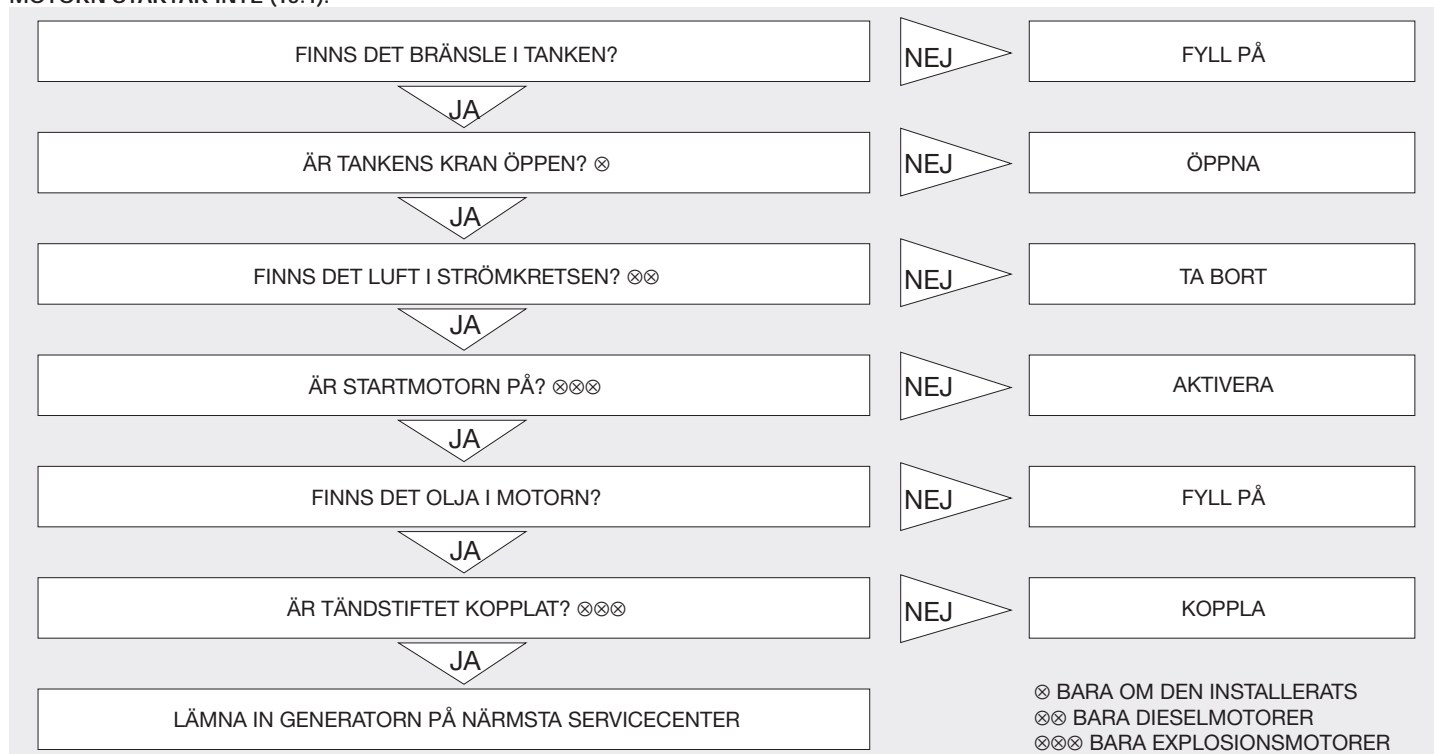 MOTORN STARTAR INTE
FINNS DET BRÄNSLE I TANKEN?
NEJ
FYLL PÅ
JA
ÄR TANKENS KRAN ÖPPEN? ⊗
NEJ
ÖPPNA
JA
FINNS DET LUFT I STRÖMKRETSEN? ⊗⊗
NEJ
TA BORT
JA
ÄR STARTMOTORN PÅ? ⊗⊗⊗
NEJ
AKTIVERA
JA
FINNS DET OLJA I MOTORN?
NEJ
FYLL PÅ
JA
ÄR TÄNDSTIFTET KOPPLAT? ⊗⊗⊗
NEJ
KOPPLA
JA
LÄMNA IN GENERATORN PÅ NÄRMSTA SERVICECENTER
⊗ BARA OM DEN INSTALLERATS
⊗⊗ BARA DIESELMOTORER
⊗⊗⊗ BARA EXPLOSIONSMOTORER